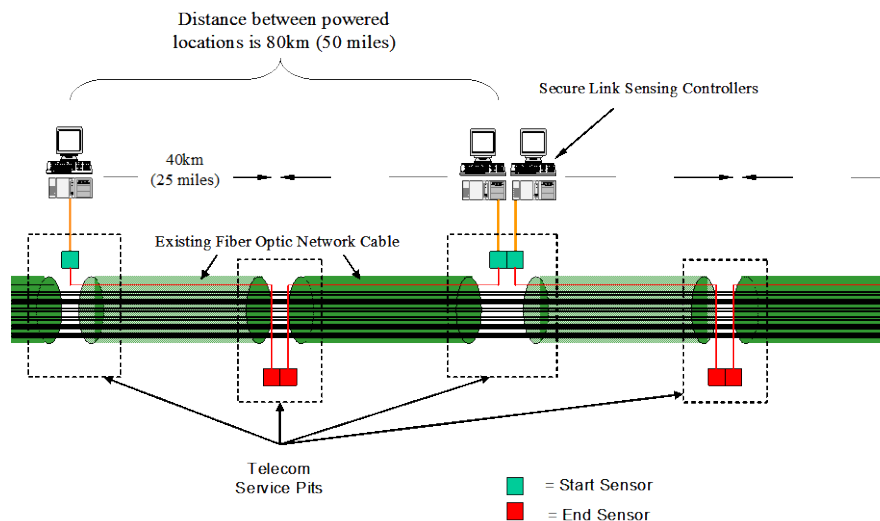 Distance between powered
locations is 80km (50 miles)
Secure Link Sensing Controllers
40km
(25 miles)
Existing Fiber Optic Network Cable
Telecom
Service Pits
= Start Sensor
= End Sensor